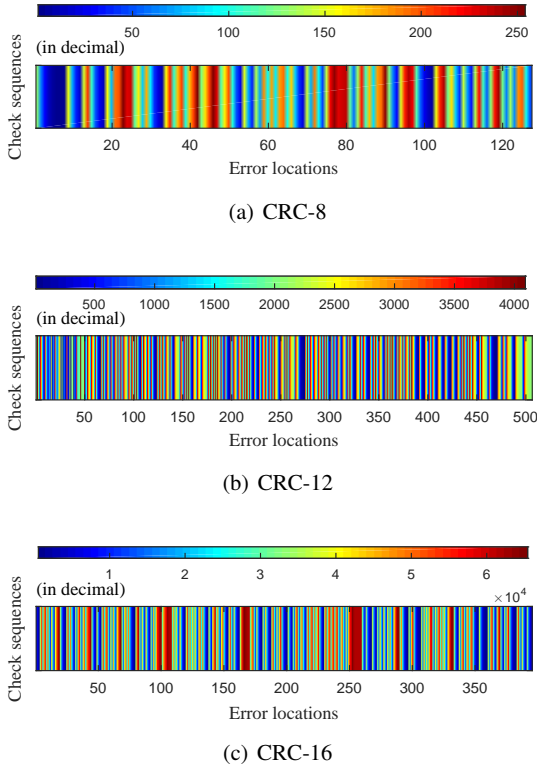 50 100 150 200 250
(in decimal)
Check sequences
20 40 60 80 100 120
Error locations
(a) CRC-8
500 1000 1500 2000 2500 3000 3500 4000
(in decimal)
Check sequences
50 100 150 200 250 300 350 400 450 500
Error locations
(b) CRC-12
1 2 3 4 5 6
(in decimal)
×10⁴
Check sequences
50 100 150 200 250 300 350
Error locations
(c) CRC-16